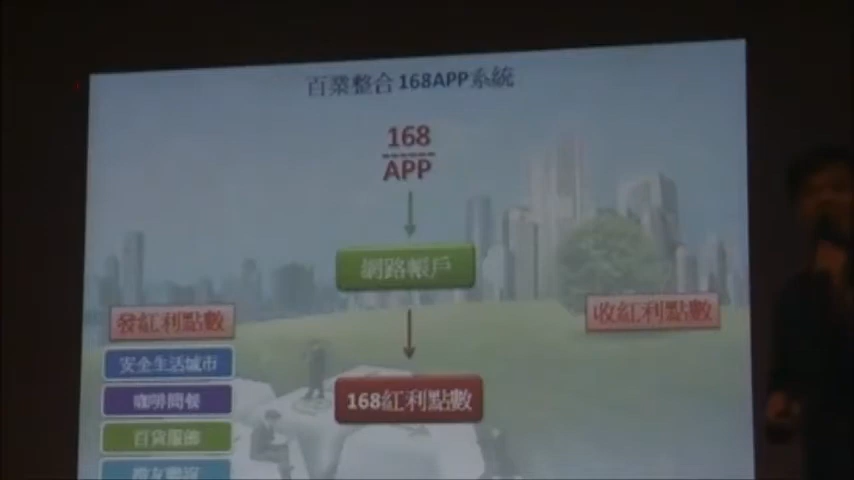 百業整合168APP系統
168
APP
網路帳戶
發紅利點數
收紅利點數
安全生活城市
168紅利點數
咖啡簡餐
百貨服飾